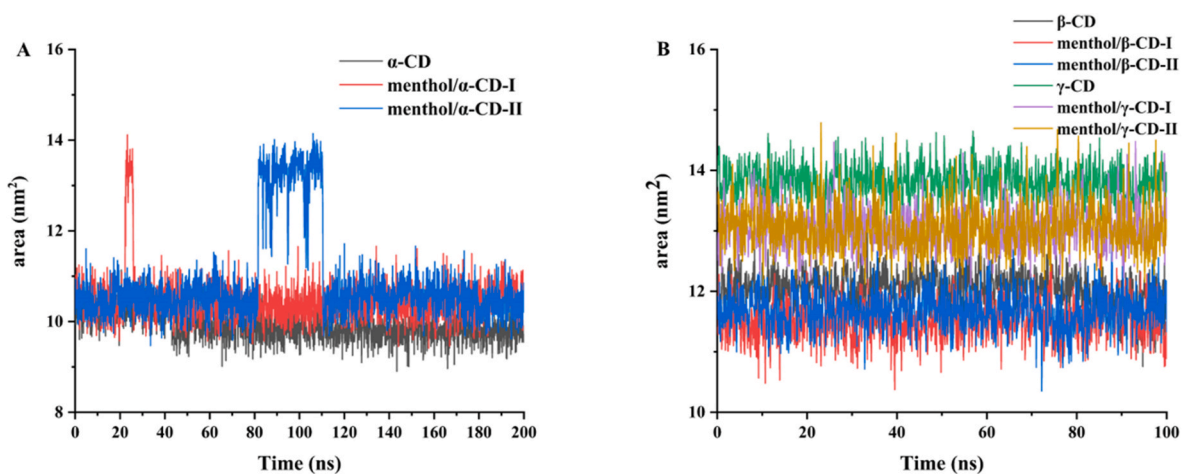 A
α-CD
menthol/α-CD-I
menthol/α-CD-II
area (nm²)
16
14
12
10
8
0 20 40 60 80 100 120 140 160 180 200
Time (ns)
B
β-CD
menthol/β-CD-I
menthol/β-CD-II
γ-CD
menthol/γ-CD-I
menthol/γ-CD-II
area (nm²)
16
14
12
10
0 20 40 60 80 100
Time (ns)